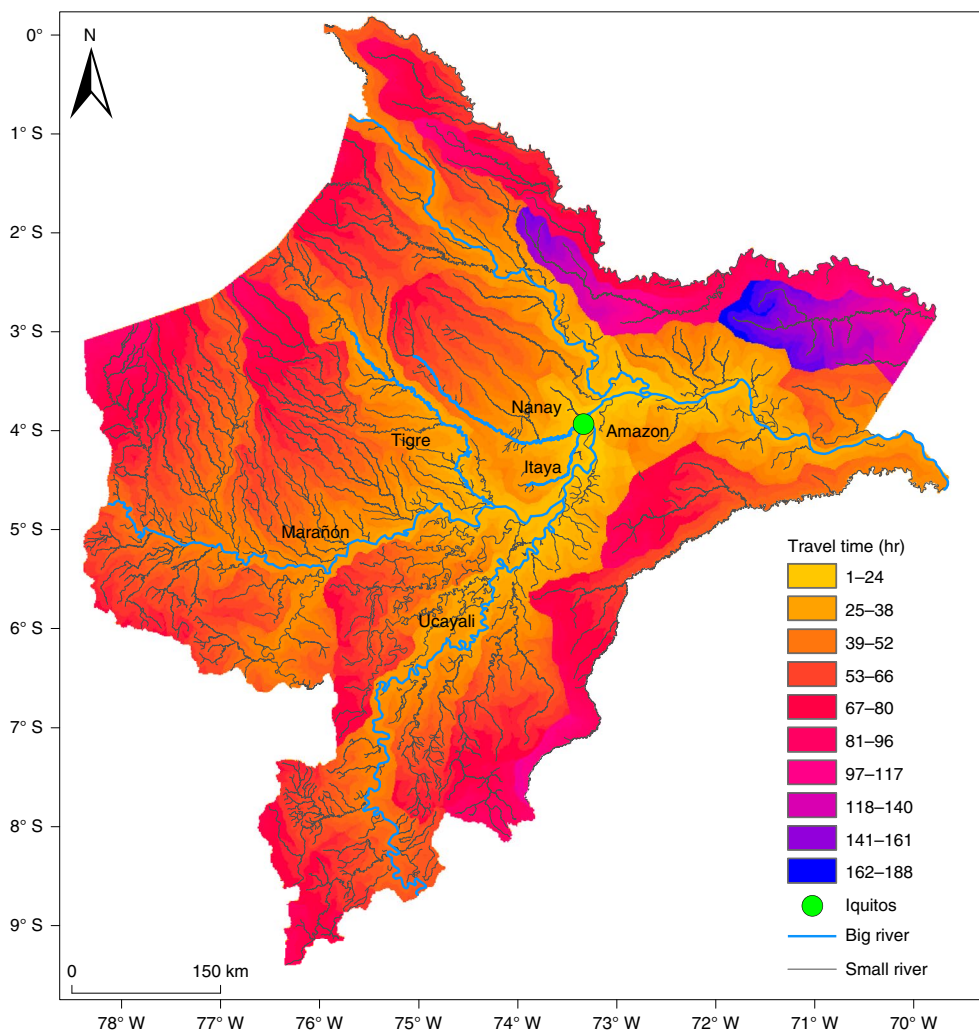 0°
1° S
2° S
3° S
4° S
5° S
6° S
7° S
8° S
9° S
N
Nanay
Amazon
Tigre
Itaya
Marañón
Ucayali
Travel time (hr)
1–24
25–38
39–52
53–66
67–80
81–96
97–117
118–140
141–161
162–188
Iquitos
Big river
Small river
0 150 km
78° W 77° W 76° W 75° W 74° W 73° W 72° W 71° W 70° W